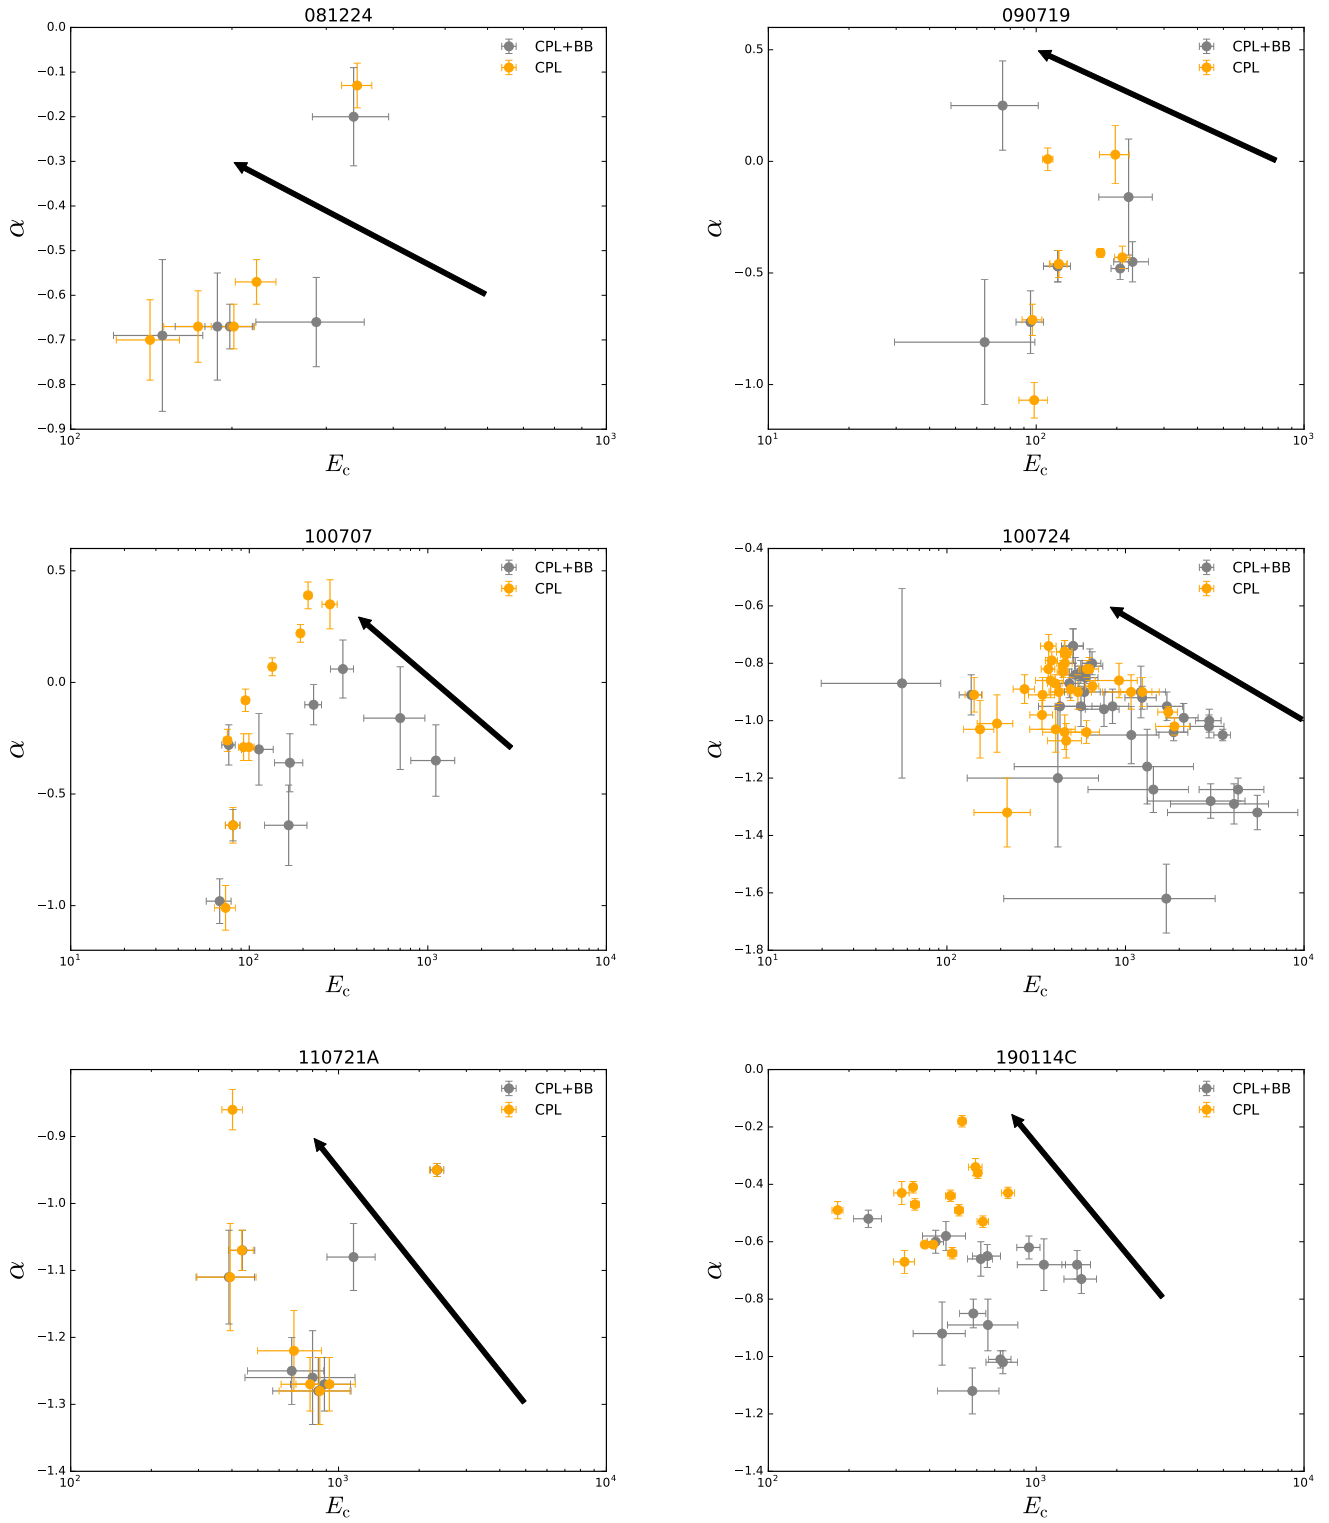 081224
0.0
−0.1
−0.2
−0.3
−0.4
−0.5
−0.6
−0.7
−0.8
−0.9
α
10² 10³
E_c
CPL+BB
CPL
090719
0.5
0.0
−0.5
−1.0
α
10¹ 10² 10³
E_c
CPL+BB
CPL
100707
0.5
0.0
−0.5
−1.0
α
10¹ 10² 10³ 10⁴
E_c
CPL+BB
CPL
100724
−0.4
−0.6
−0.8
−1.0
−1.2
−1.4
−1.6
−1.8
α
10¹ 10² 10³ 10⁴
E_c
CPL+BB
CPL
110721A
−0.9
−1.0
−1.1
−1.2
−1.3
−1.4
α
10² 10³
E_c
CPL+BB
CPL
190114C
0.0
−0.2
−0.4
−0.6
−0.8
−1.0
−1.2
−1.4
α
10² 10³ 10⁴
E_c
CPL+BB
CPL